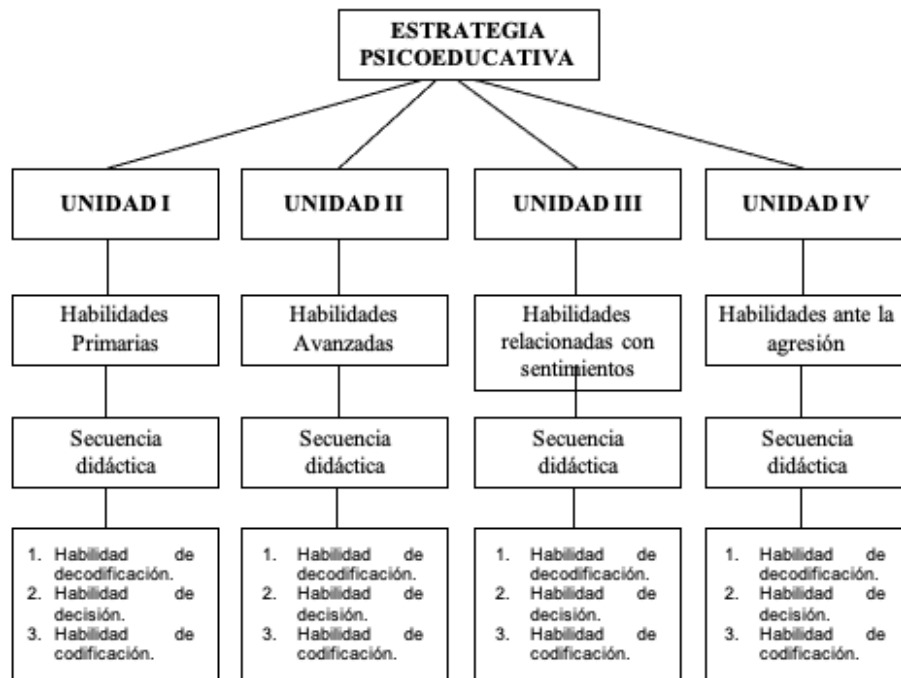 ESTRATEGIA
PSICOEDUCATIVA
UNIDAD I
UNIDAD II
UNIDAD III
UNIDAD IV
Habilidades
Primarias
Habilidades
Avanzadas
Habilidades
relacionadas con
sentimientos
Habilidades ante la
agresión
Secuencia
didáctica
Secuencia
didáctica
Secuencia
didáctica
Secuencia
didáctica
1. Habilidad de
decodificación.
2. Habilidad de
decisión.
3. Habilidad de
codificación.
1. Habilidad de
decodificación.
2. Habilidad de
decisión.
3. Habilidad de
codificación.
1. Habilidad de
decodificación.
2. Habilidad de
decisión.
3. Habilidad de
codificación.
1. Habilidad de
decodificación.
2. Habilidad de
decisión.
3. Habilidad de
codificación.